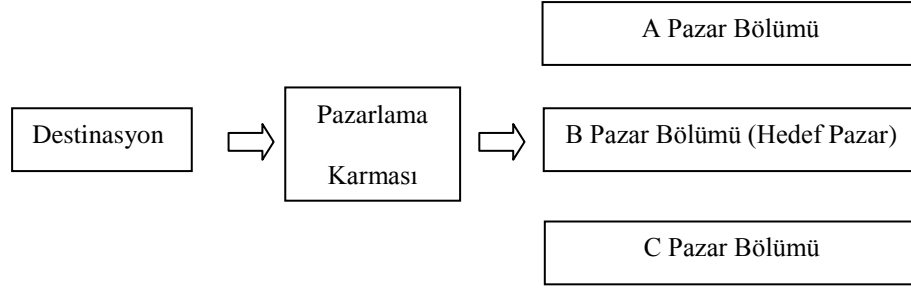 A Pazar Bölümü
Destinasyon
Pazarlama
Karması
B Pazar Bölümü (Hedef Pazar)
C Pazar Bölümü